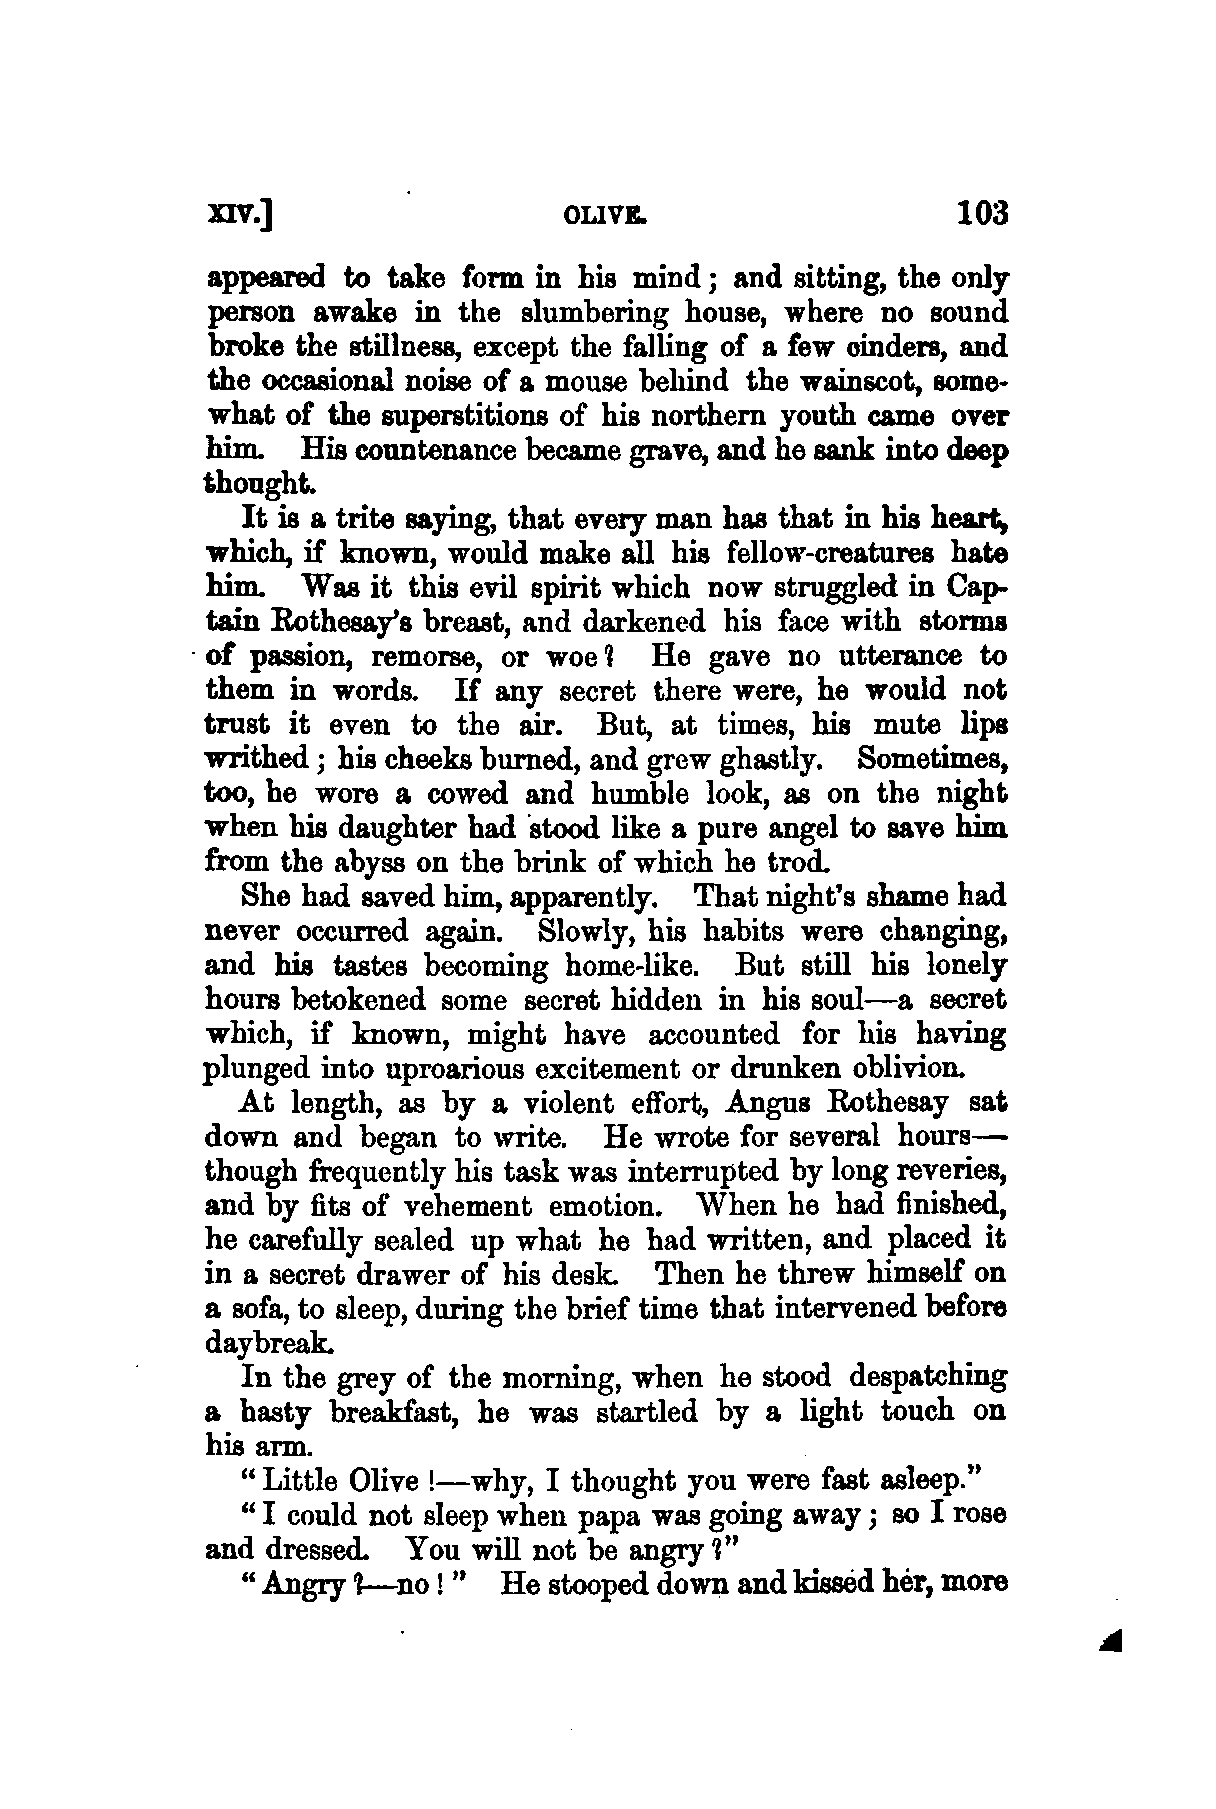 XIV.] OLIVE. 103
appeared to take form in his mind; and sitting, the only
person awake in the slumbering house, where no sound
broke the stillness, except the falling of a few cinders, and
the occasional noise of a mouse behind the wainscot, some-
what of the superstitions of his northern youth came over
him. His countenance became grave, and he sank into deep
thought.
It is a trite saying, that every man has that in his heart,
which, if known, would make all his fellow-creatures hate
him. Was it this evil spirit which now struggled in Cap-
tain Rothesay's breast, and darkened his face with storms
of passion, remorse, or woe? He gave no utterance to
them in words. If any secret there were, he would not
trust it even to the air. But, at times, his mute lips
writhed; his cheeks burned, and grew ghastly. Sometimes,
too, he wore a cowed and humble look, as on the night
when his daughter had stood like a pure angel to save him
from the abyss on the brink of which he trod.
She had saved him, apparently. That night's shame had
never occurred again. Slowly, his habits were changing,
and his tastes becoming home-like. But still his lonely
hours betokened some secret hidden in his soul—a secret
which, if known, might have accounted for his having
plunged into uproarious excitement or drunken oblivion.
At length, as by a violent effort, Angus Rothesay sat
down and began to write. He wrote for several hours—
though frequently his task was interrupted by long reveries,
and by fits of vehement emotion. When he had finished,
he carefully sealed up what he had written, and placed it
in a secret drawer of his desk. Then he threw himself on
a sofa, to sleep, during the brief time that intervened before
daybreak.
In the grey of the morning, when he stood despatching
a hasty breakfast, he was startled by a light touch on
his arm.
"Little Olive!—why, I thought you were fast asleep."
"I could not sleep when papa was going away; so I rose
and dressed. You will not be angry?"
"Angry?—no!" He stooped down and kissed her, more